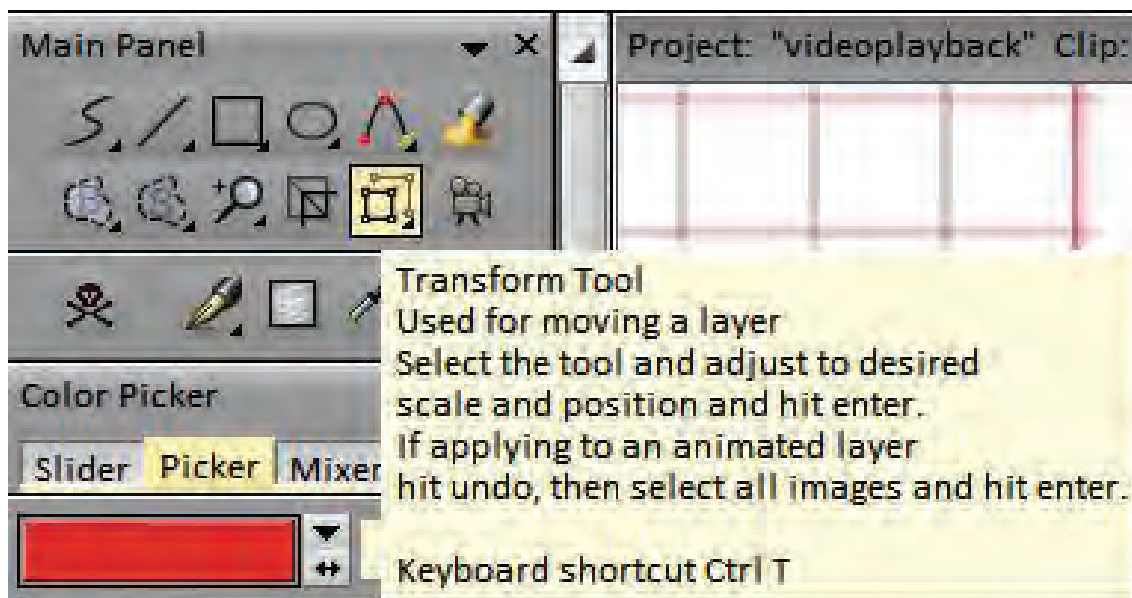 Main Panel
Project: "videoplayback" Clip:
Transform Tool
Used for moving a layer
Select the tool and adjust to desired
scale and position and hit enter.
If applying to an animated layer
hit undo, then select all images and hit enter.
Keyboard shortcut Ctrl T
Color Picker
Slider Picker Mixer